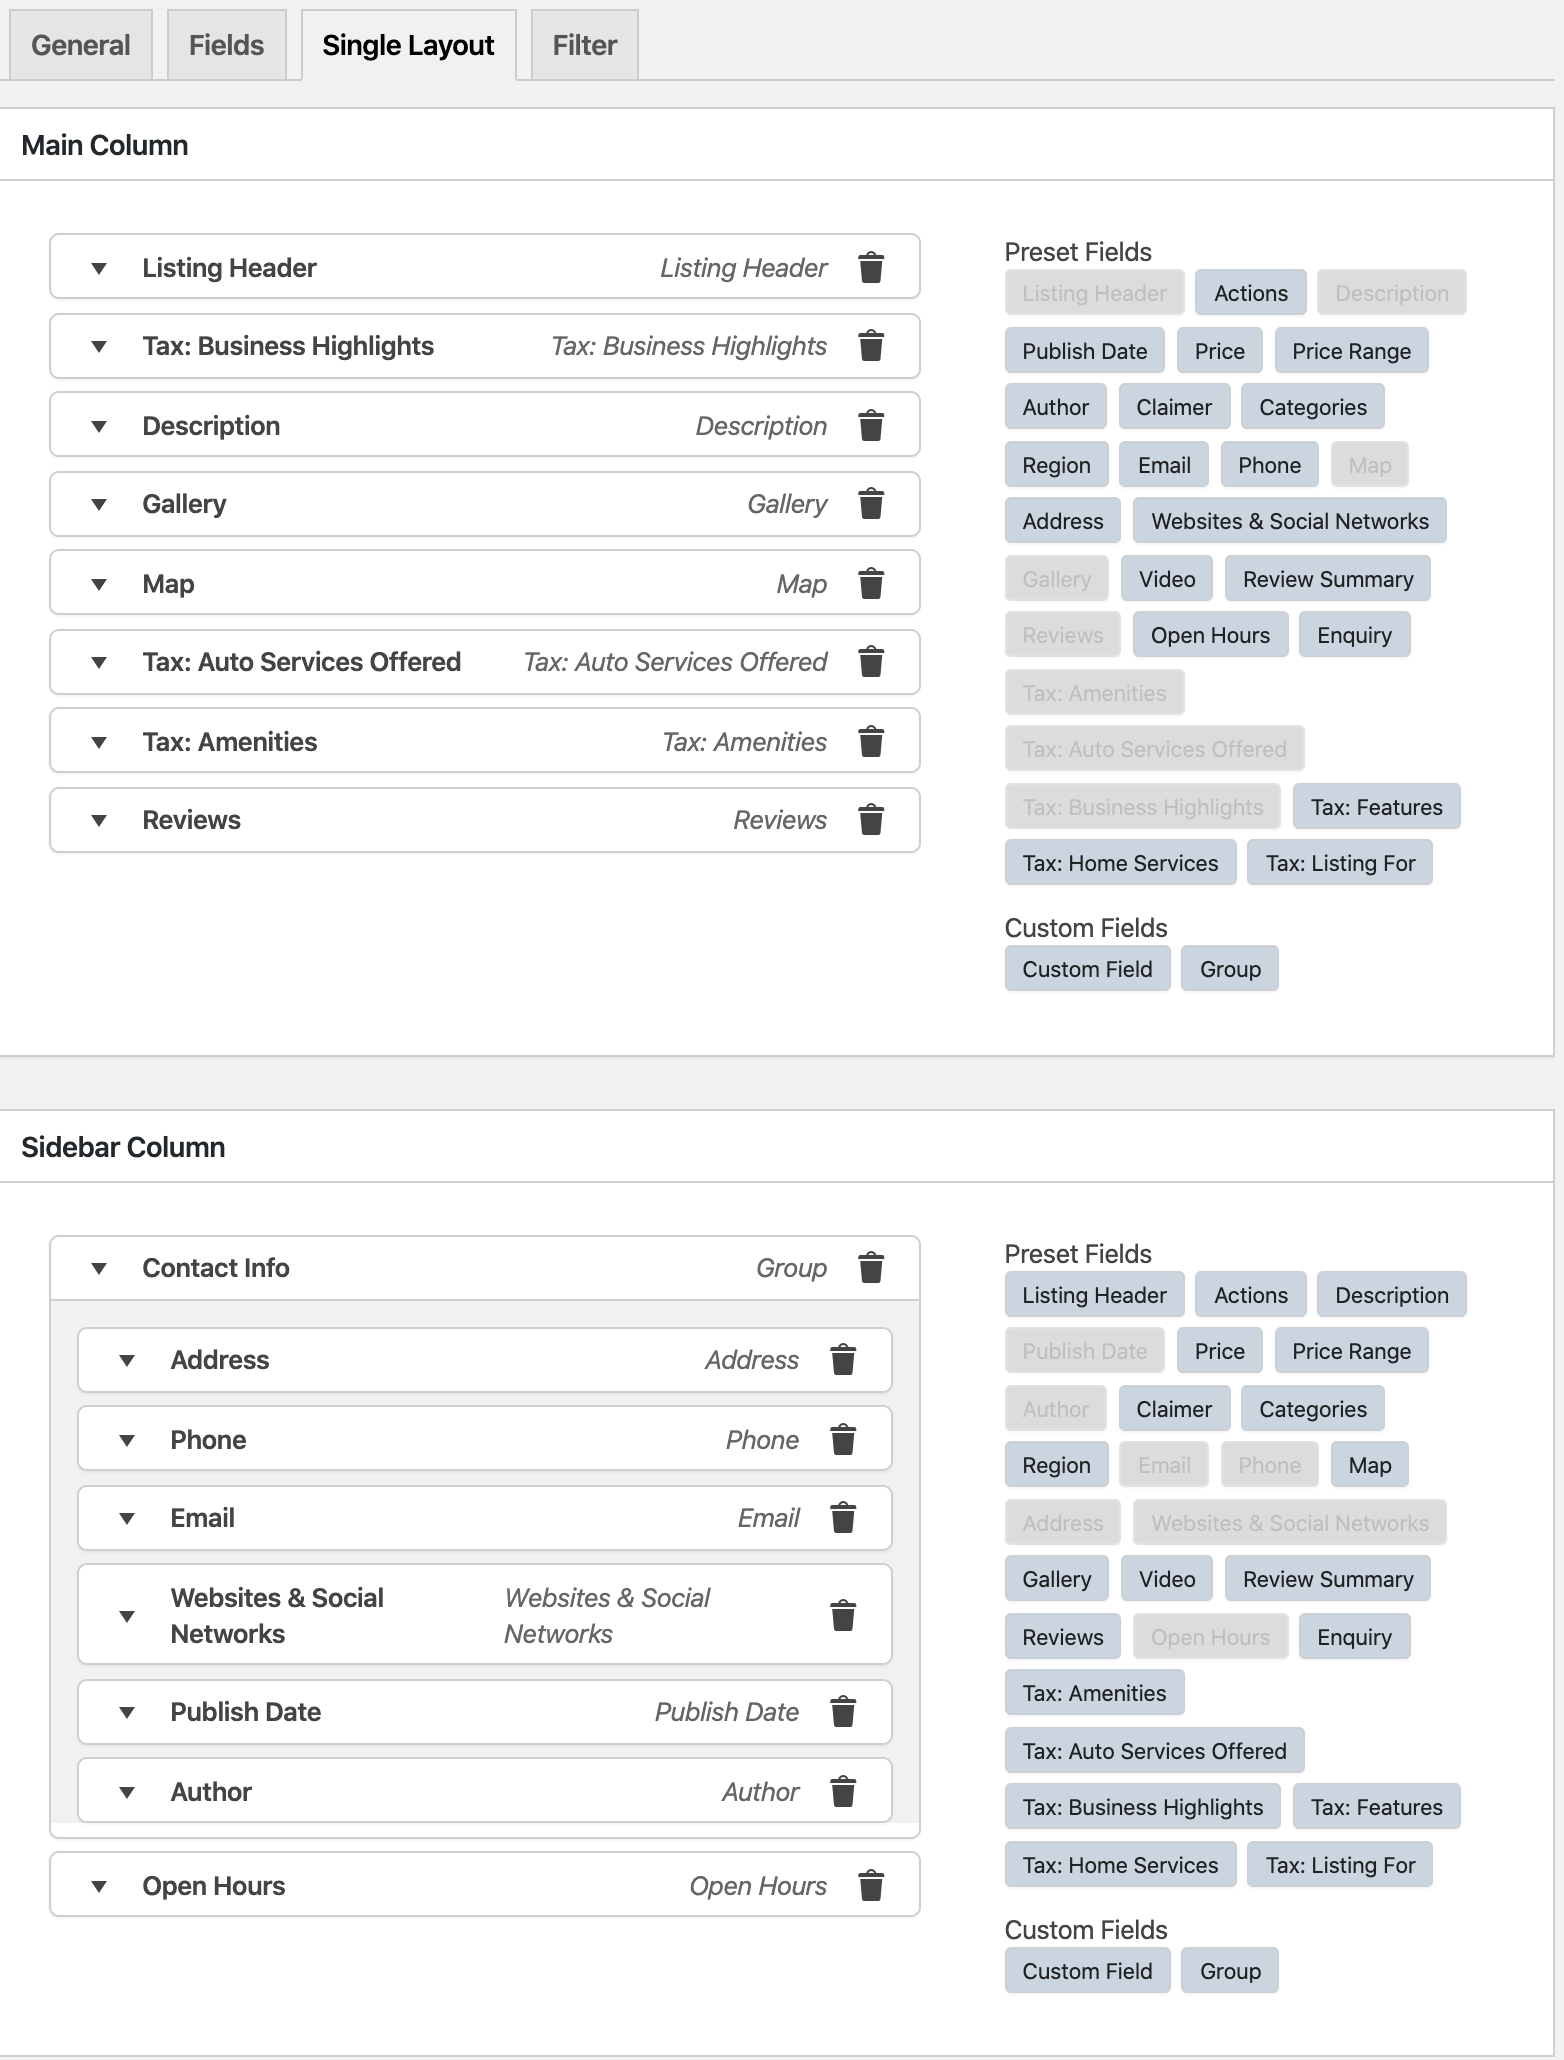 General Fields Single Layout Filter
Main Column
Listing Header Listing Header
Tax: Business Highlights Tax: Business Highlights
Description Description
Gallery Gallery
Map Map
Tax: Auto Services Offered Tax: Auto Services Offered
Tax: Amenities Tax: Amenities
Reviews Reviews
Preset Fields
Listing Header Actions Description
Publish Date Price Price Range
Author Claimer Categories
Region Email Phone Map
Address Websites & Social Networks
Gallery Video Review Summary
Reviews Open Hours Enquiry
Tax: Amenities
Tax: Auto Services Offered
Tax: Business Highlights Tax: Features
Tax: Home Services Tax: Listing For
Custom Fields
Custom Field Group
Sidebar Column
Contact Info Group
Address Address
Phone Phone
Email Email
Websites & Social Websites & Social
Networks Networks
Publish Date Publish Date
Author Author
Open Hours Open Hours
Preset Fields
Listing Header Actions Description
Publish Date Price Price Range
Author Claimer Categories
Region Email Phone Map
Address Websites & Social Networks
Gallery Video Review Summary
Reviews Open Hours Enquiry
Tax: Amenities
Tax: Auto Services Offered
Tax: Business Highlights Tax: Features
Tax: Home Services Tax: Listing For
Custom Fields
Custom Field Group